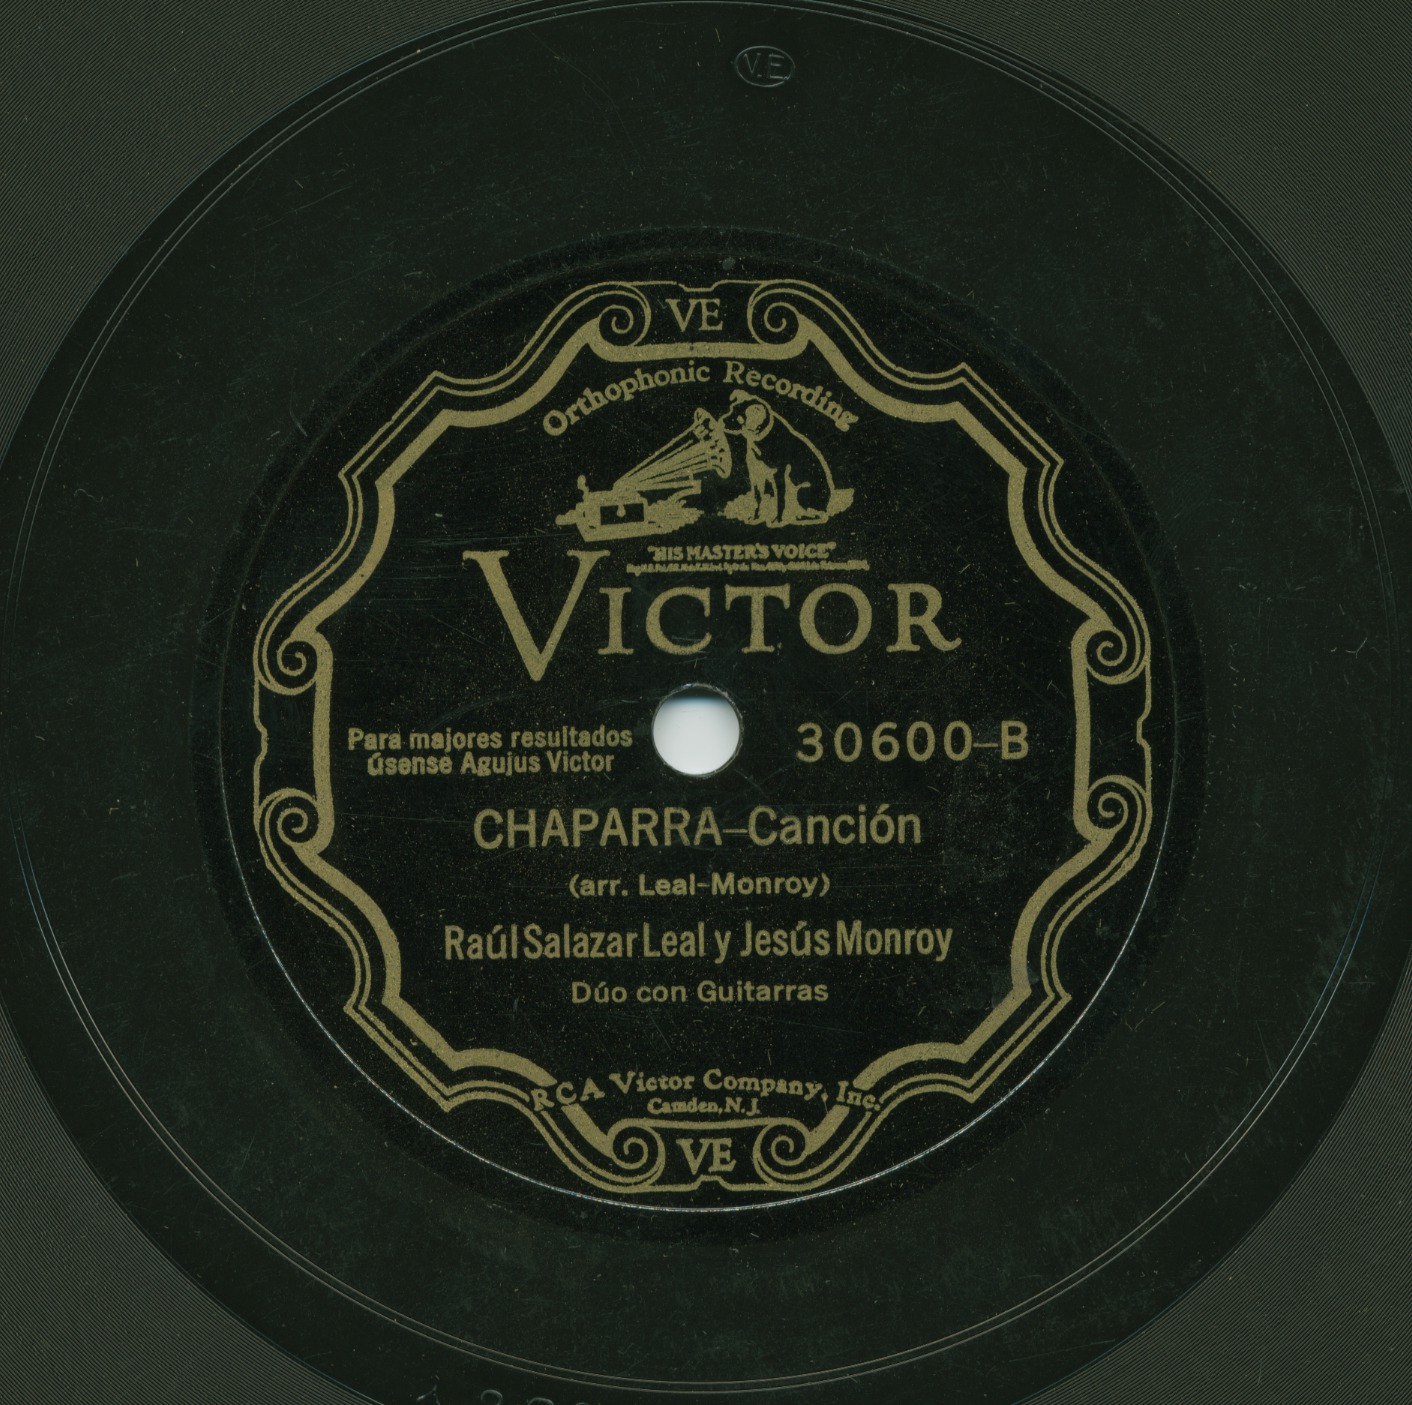 V.E.
VE
Orthophonic Recording
"HIS MASTER'S VOICE"
VICTOR
Para majores resultados
úsense Agujus Victor
30600-B
CHAPARRA-Canción
(arr. Leal-Monroy)
Raúl Salazar Leal y Jesús Monroy
Dúo con Guitarras
RCA Victor Company, Inc.
Camden, N.J.
VE